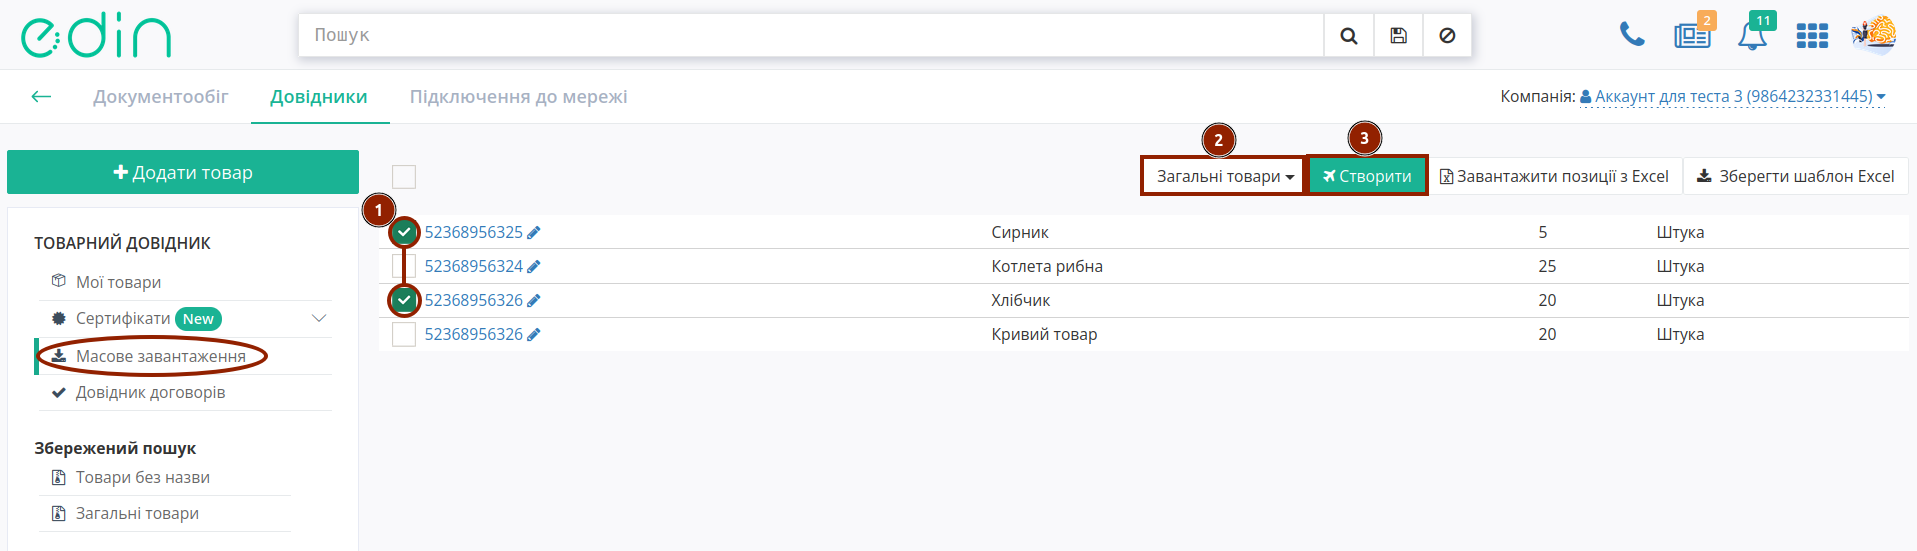 edin
Пошук
2
11
Документообіг Довідники Підключення до мережі
Компанія: Аккаунт для теста 3 (9864232331445)
2
3
Додати товар
Загальні товари Створити Завантажити позиції з Excel Зберегти шаблон Excel
1
52368956325 Сирник 5 Штука
52368956324 Котлета рибна 25 Штука
52368956326 Хлібчик 20 Штука
52368956326 Кривий товар 20 Штука
ТОВАРНИЙ ДОВІДНИК
Мої товари
Сертифікати New
Масове завантаження
Довідник договорів
Збережений пошук
Товари без назви
Загальні товари